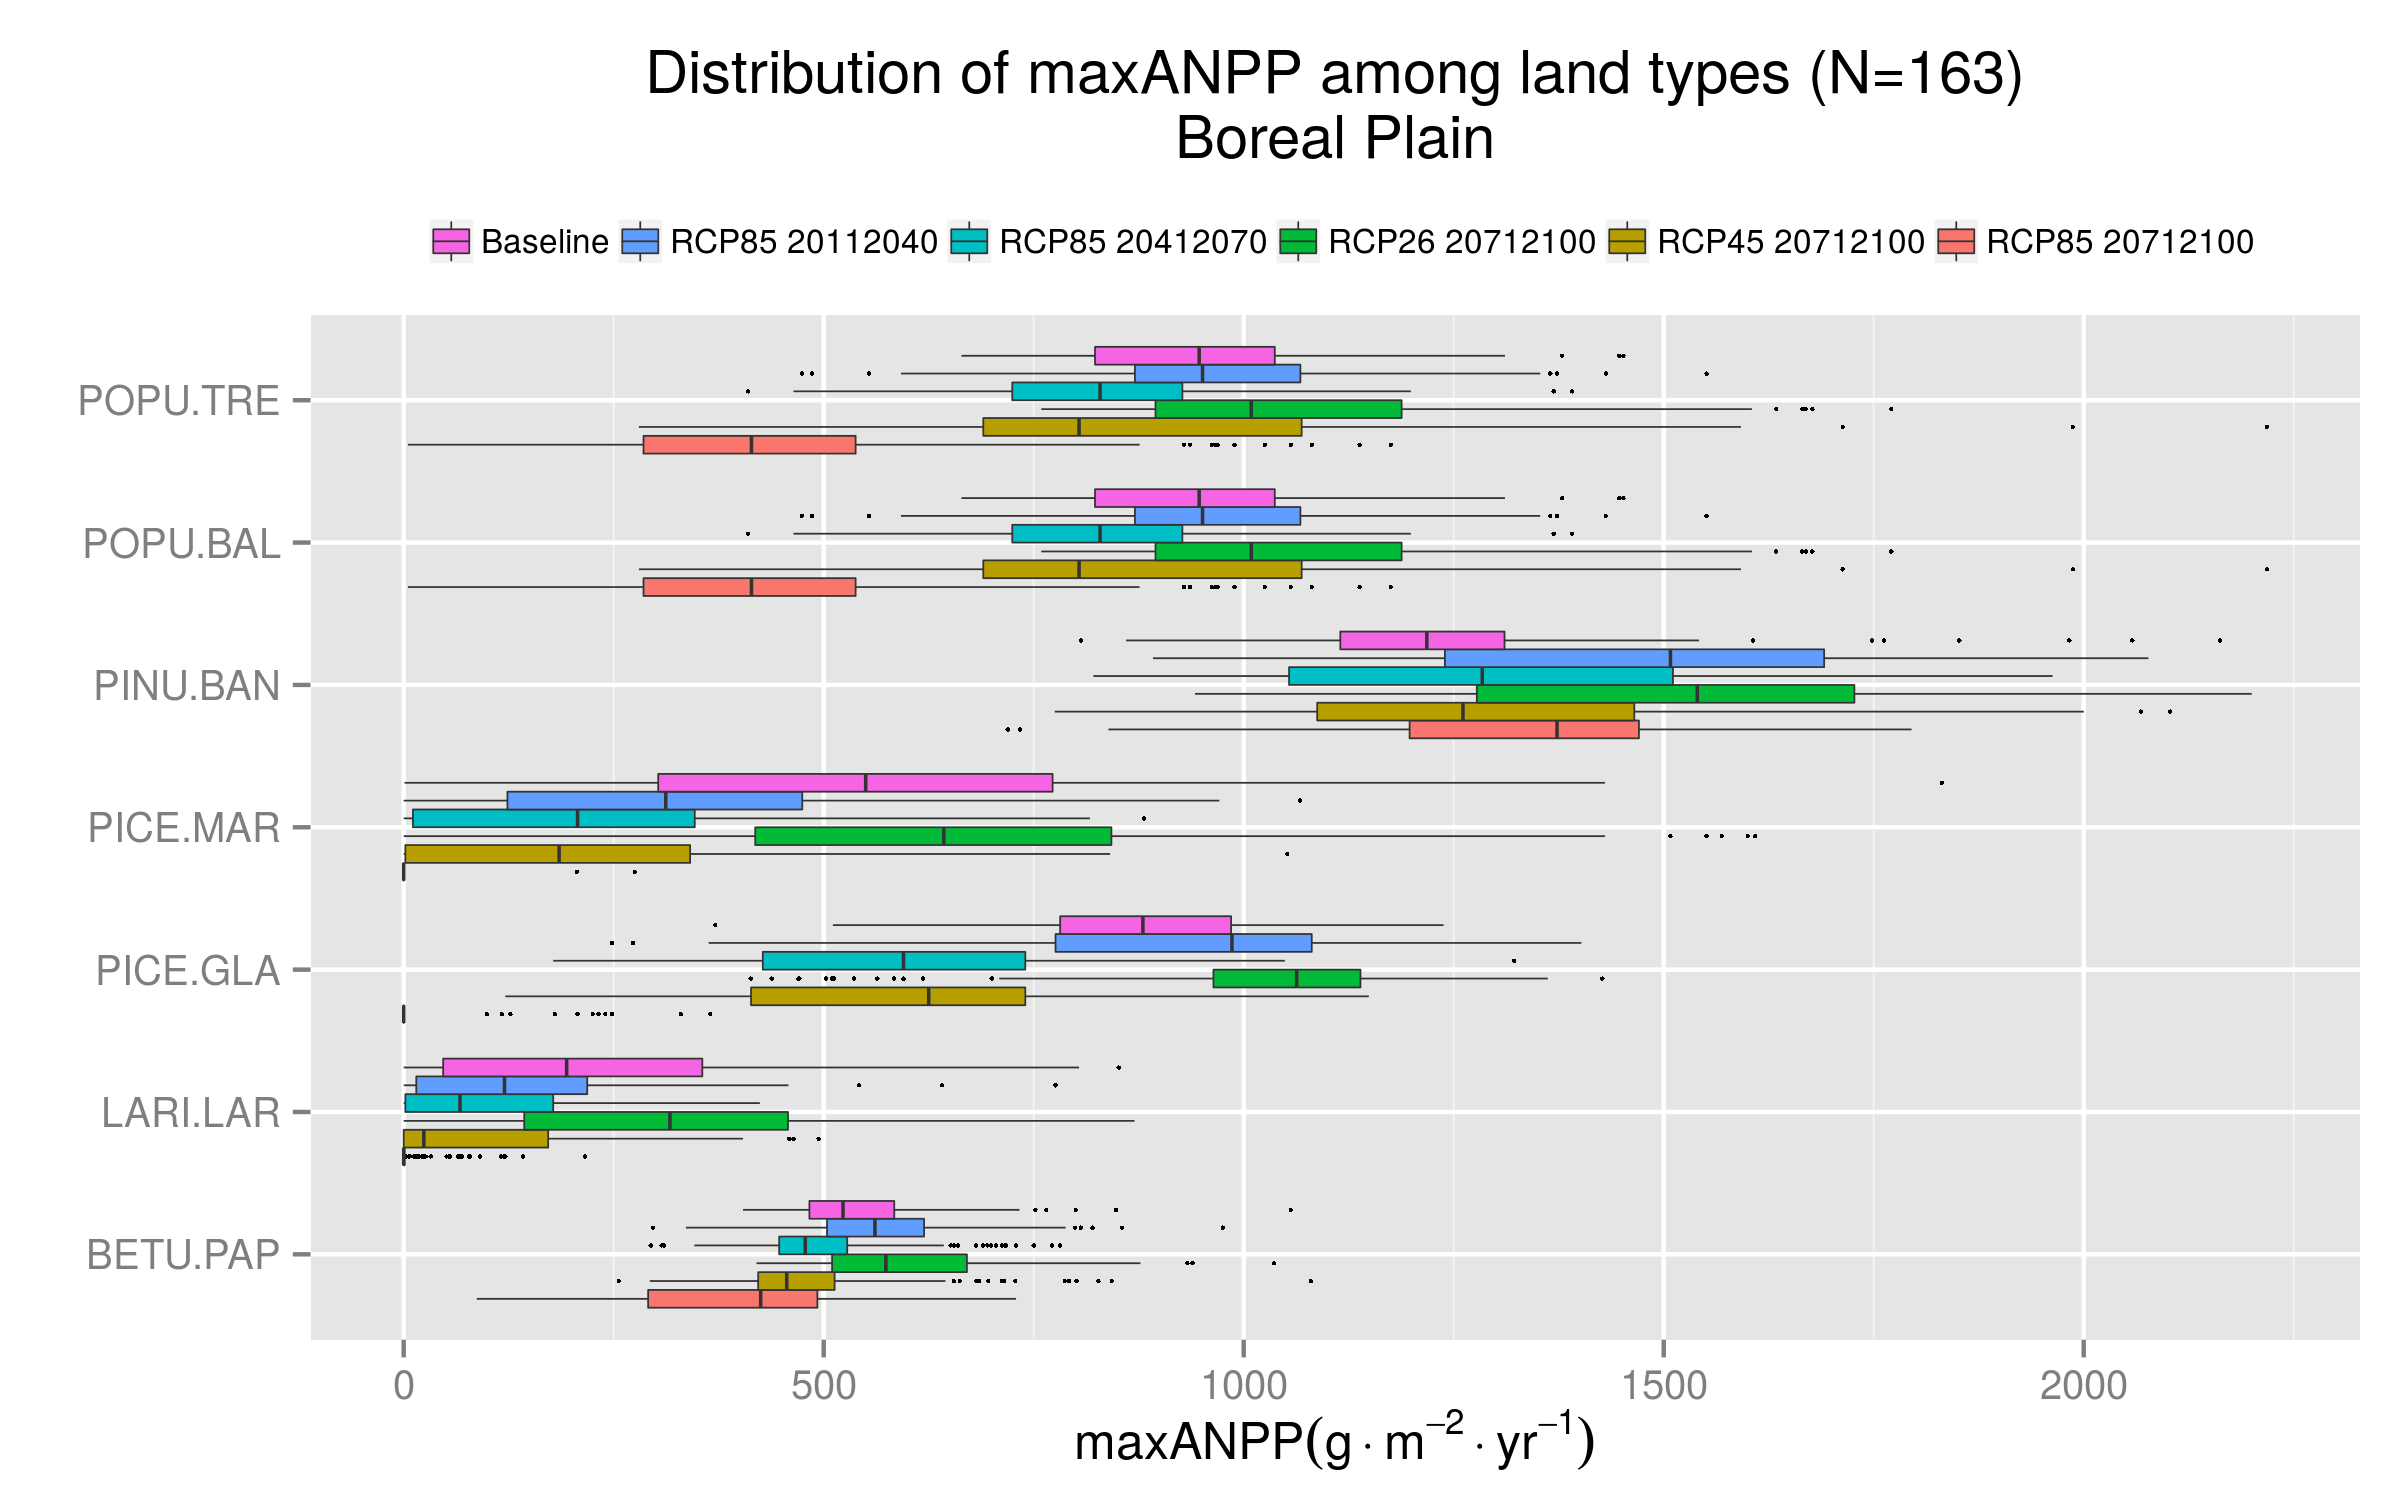 Distribution of maxANPP among land types (N=163)
Boreal Plain
Baseline RCP85 20112040 RCP85 20412070 RCP26 20712100 RCP45 20712100 RCP85 20712100
POPU.TRE
POPU.BAL
PINU.BAN
PICE.MAR
PICE.GLA
LARI.LAR
BETU.PAP
0 500 1000 1500 2000
maxANPP(g·m⁻²·yr⁻¹)